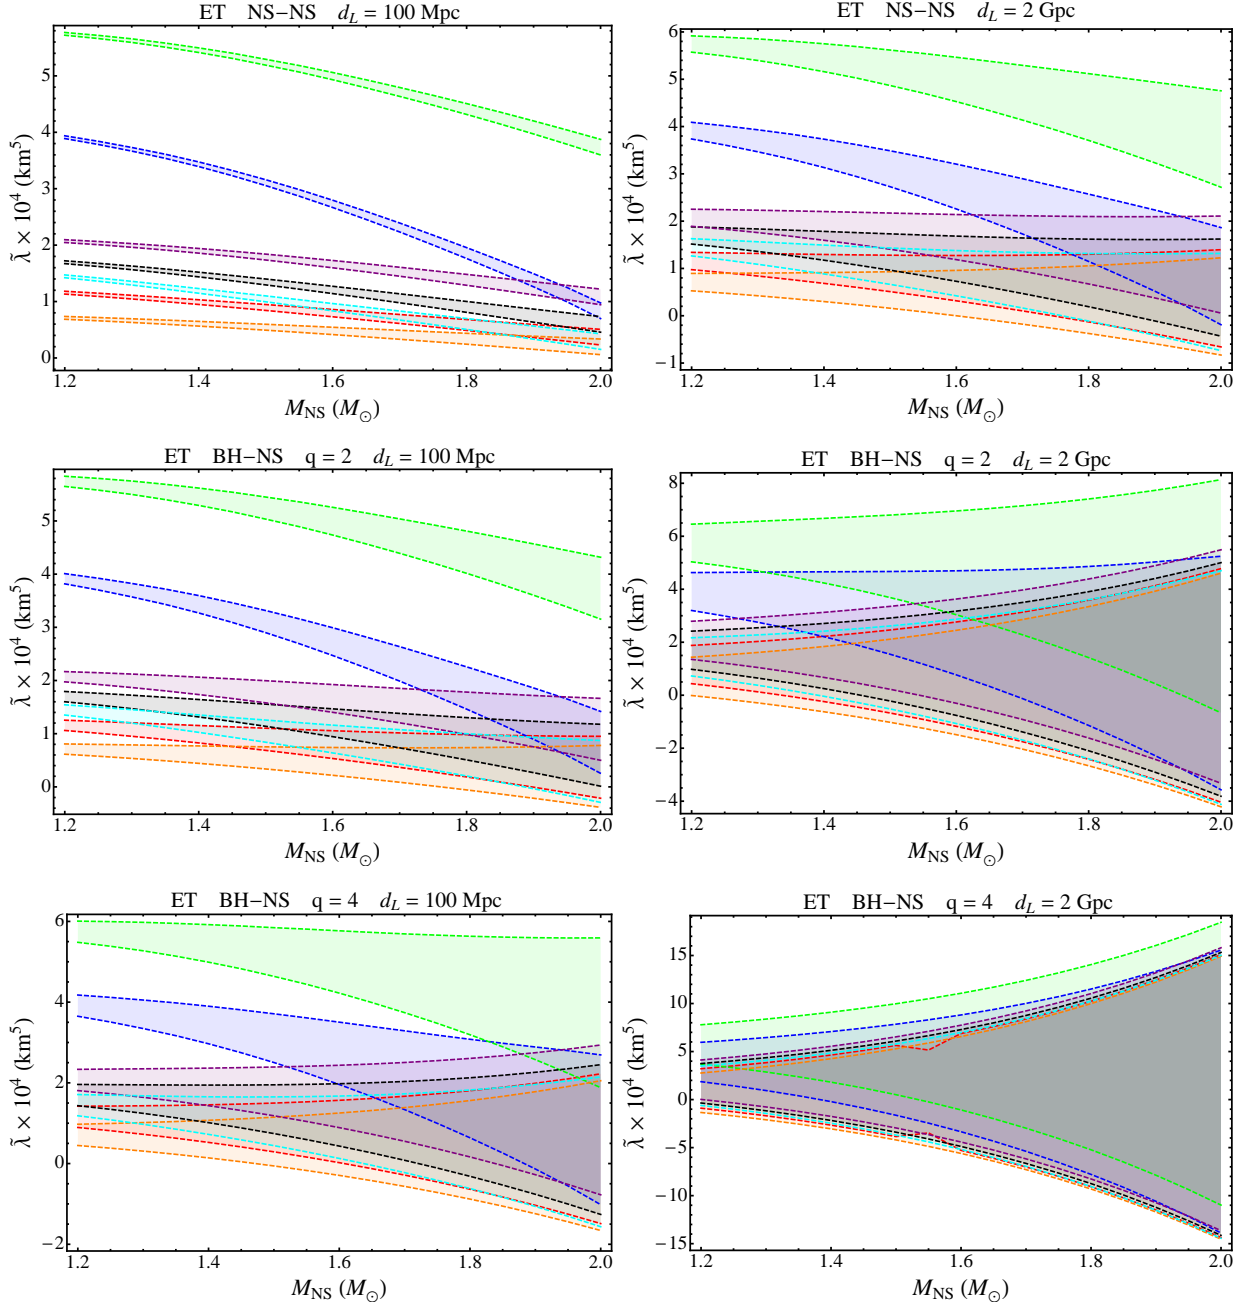 ET NS−NS d_L = 100 Mpc
λ̃ × 10^4 (km^5)
5
4
3
2
1
0
1.2 1.4 1.6 1.8 2.0
M_NS (M_⊙)
ET NS−NS d_L = 2 Gpc
λ̃ × 10^4 (km^5)
6
5
4
3
2
1
0
−1
1.2 1.4 1.6 1.8 2.0
M_NS (M_⊙)
ET BH−NS q = 2 d_L = 100 Mpc
λ̃ × 10^4 (km^5)
5
4
3
2
1
0
1.2 1.4 1.6 1.8 2.0
M_NS (M_⊙)
ET BH−NS q = 2 d_L = 2 Gpc
λ̃ × 10^4 (km^5)
8
6
4
2
0
−2
−4
1.2 1.4 1.6 1.8 2.0
M_NS (M_⊙)
ET BH−NS q = 4 d_L = 100 Mpc
λ̃ × 10^4 (km^5)
6
4
2
0
−2
1.2 1.4 1.6 1.8 2.0
M_NS (M_⊙)
ET BH−NS q = 4 d_L = 2 Gpc
λ̃ × 10^4 (km^5)
15
10
5
0
−5
−10
−15
1.2 1.4 1.6 1.8 2.0
M_NS (M_⊙)